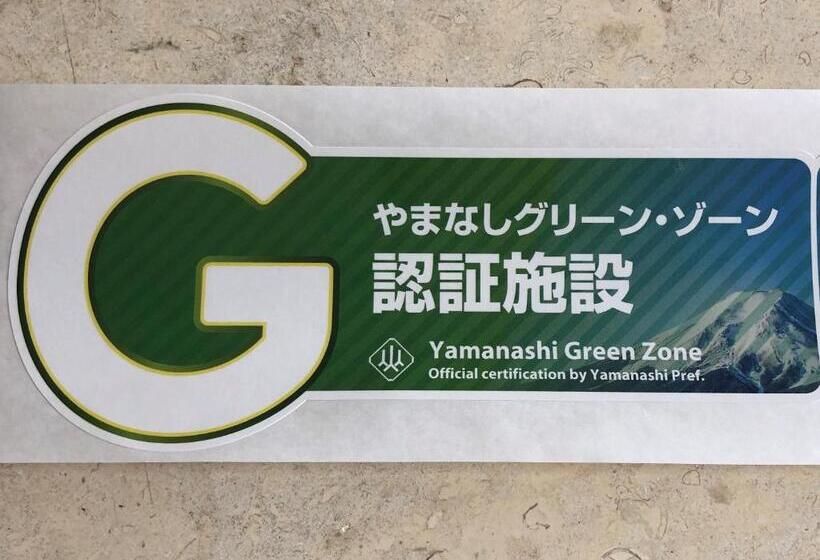 G
やまなしグリーン・ゾーン
認証施設
Yamanashi Green Zone
Official certification by Yamanashi Pref.